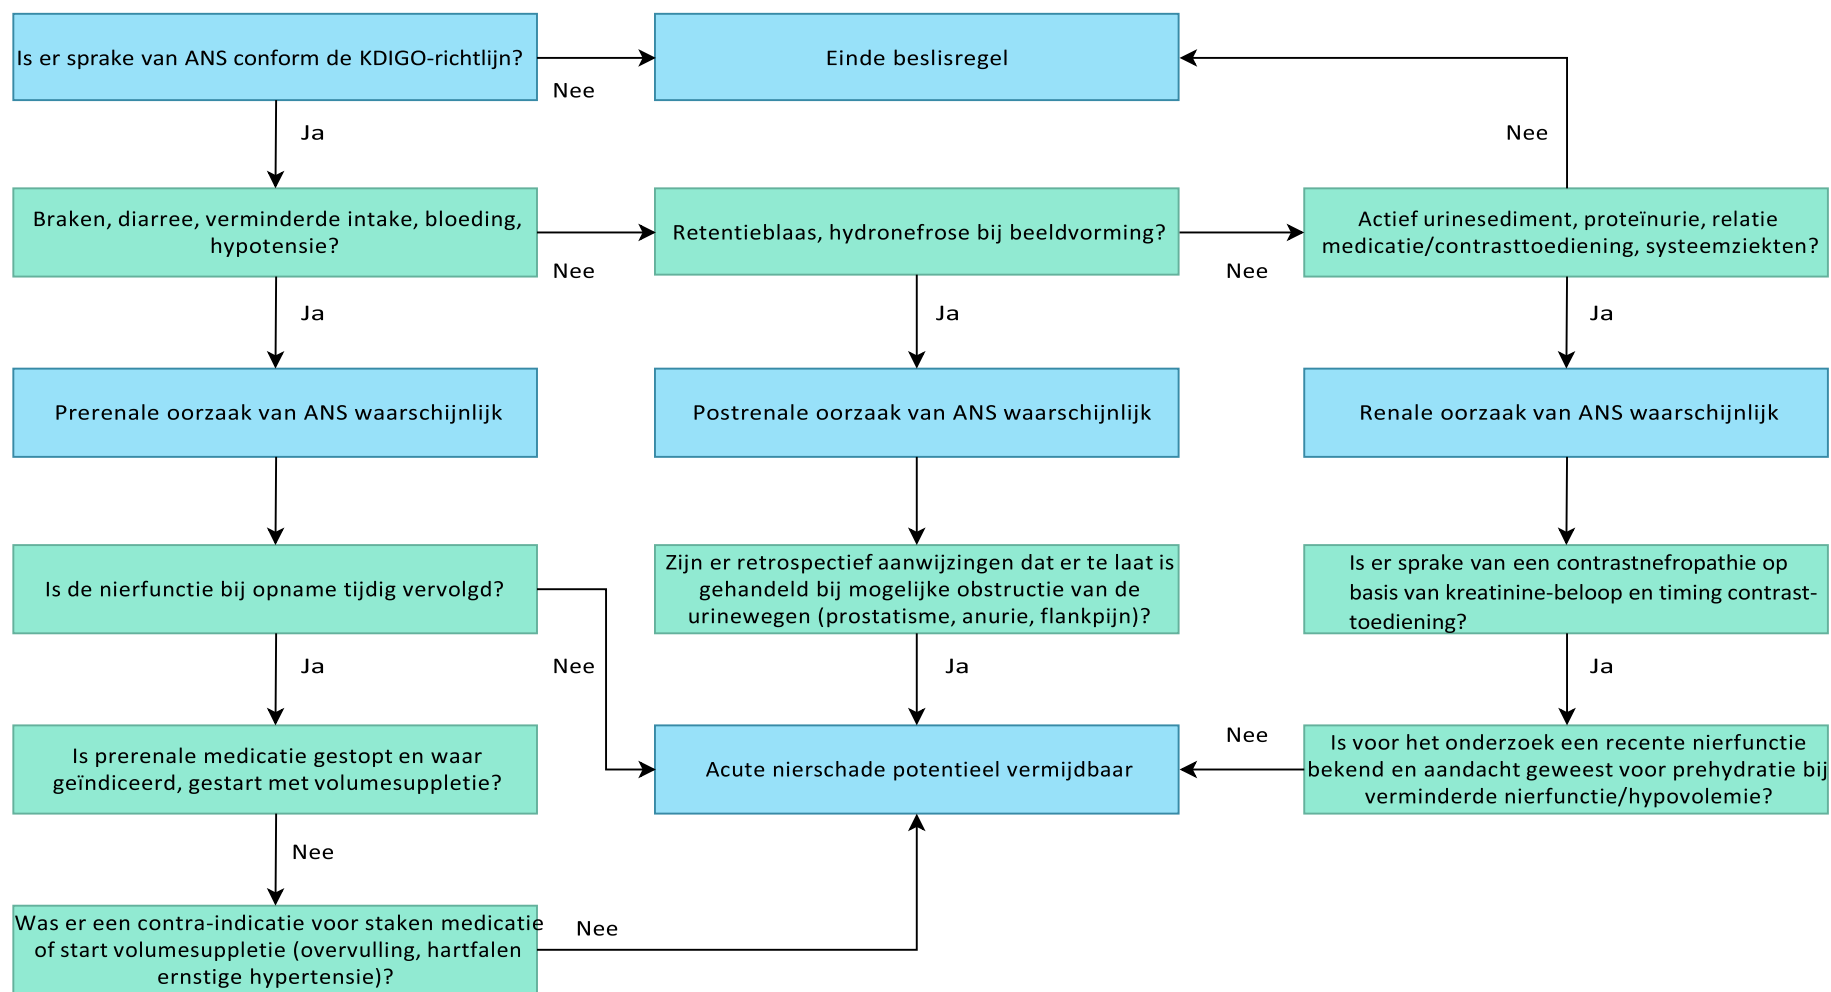 Is er sprake van ANS conform de KDIGO-richtlijn?
Nee
Einde beslisregel
Ja
Nee
Braken, diarree, verminderde intake, bloeding,
hypotensie?
Nee
Retentieblaas, hydronefrose bij beeldvorming?
Nee
Actief urinesediment, proteïnurie, relatie
medicatie/contrasttoediening, systeemziekten?
Ja
Ja
Ja
Prerenale oorzaak van ANS waarschijnlijk
Postrenale oorzaak van ANS waarschijnlijk
Renale oorzaak van ANS waarschijnlijk
Is de nierfunctie bij opname tijdig vervolgd?
Zijn er retrospectief aanwijzingen dat er te laat is
gehandeld bij mogelijke obstructie van de
urinewegen (prostatisme, anurie, flankpijn)?
Is er sprake van een contrastnefropathie op
basis van kreatinine-beloop en timing contrast-
toediening?
Ja
Nee
Ja
Ja
Is prerenale medicatie gestopt en waar
geïndiceerd, gestart met volumesuppletie?
Acute nierschade potentieel vermijdbaar
Nee
Is voor het onderzoek een recente nierfunctie
bekend en aandacht geweest voor prehydratie bij
verminderde nierfunctie/hypovolemie?
Nee
Was er een contra-indicatie voor staken medicatie
of start volumesuppletie (overvulling, hartfalen
ernstige hypertensie)?
Nee